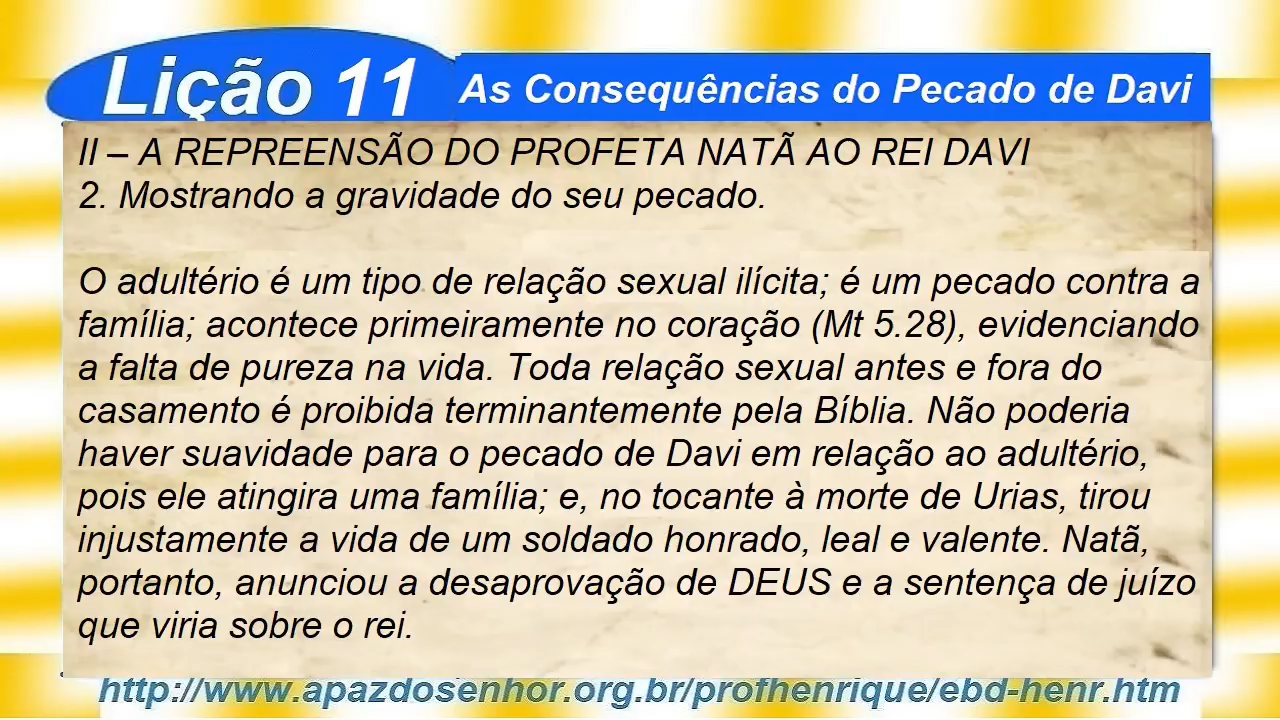 Lição 11
As Consequências do Pecado de Davi
II – A REPREENSÃO DO PROFETA NATÃ AO REI DAVI
2. Mostrando a gravidade do seu pecado.
O adultério é um tipo de relação sexual ilícita; é um pecado contra a
família; acontece primeiramente no coração (Mt 5.28), evidenciando
a falta de pureza na vida. Toda relação sexual antes e fora do
casamento é proibida terminantemente pela Bíblia. Não poderia
haver suavidade para o pecado de Davi em relação ao adultério,
pois ele atingira uma família; e, no tocante à morte de Urias, tirou
injustamente a vida de um soldado honrado, leal e valente. Natã,
portanto, anunciou a desaprovação de DEUS e a sentença de juízo
que viria sobre o rei.
http://www.apazdosenhor.org.br/profhenrique/ebd-henr.htm